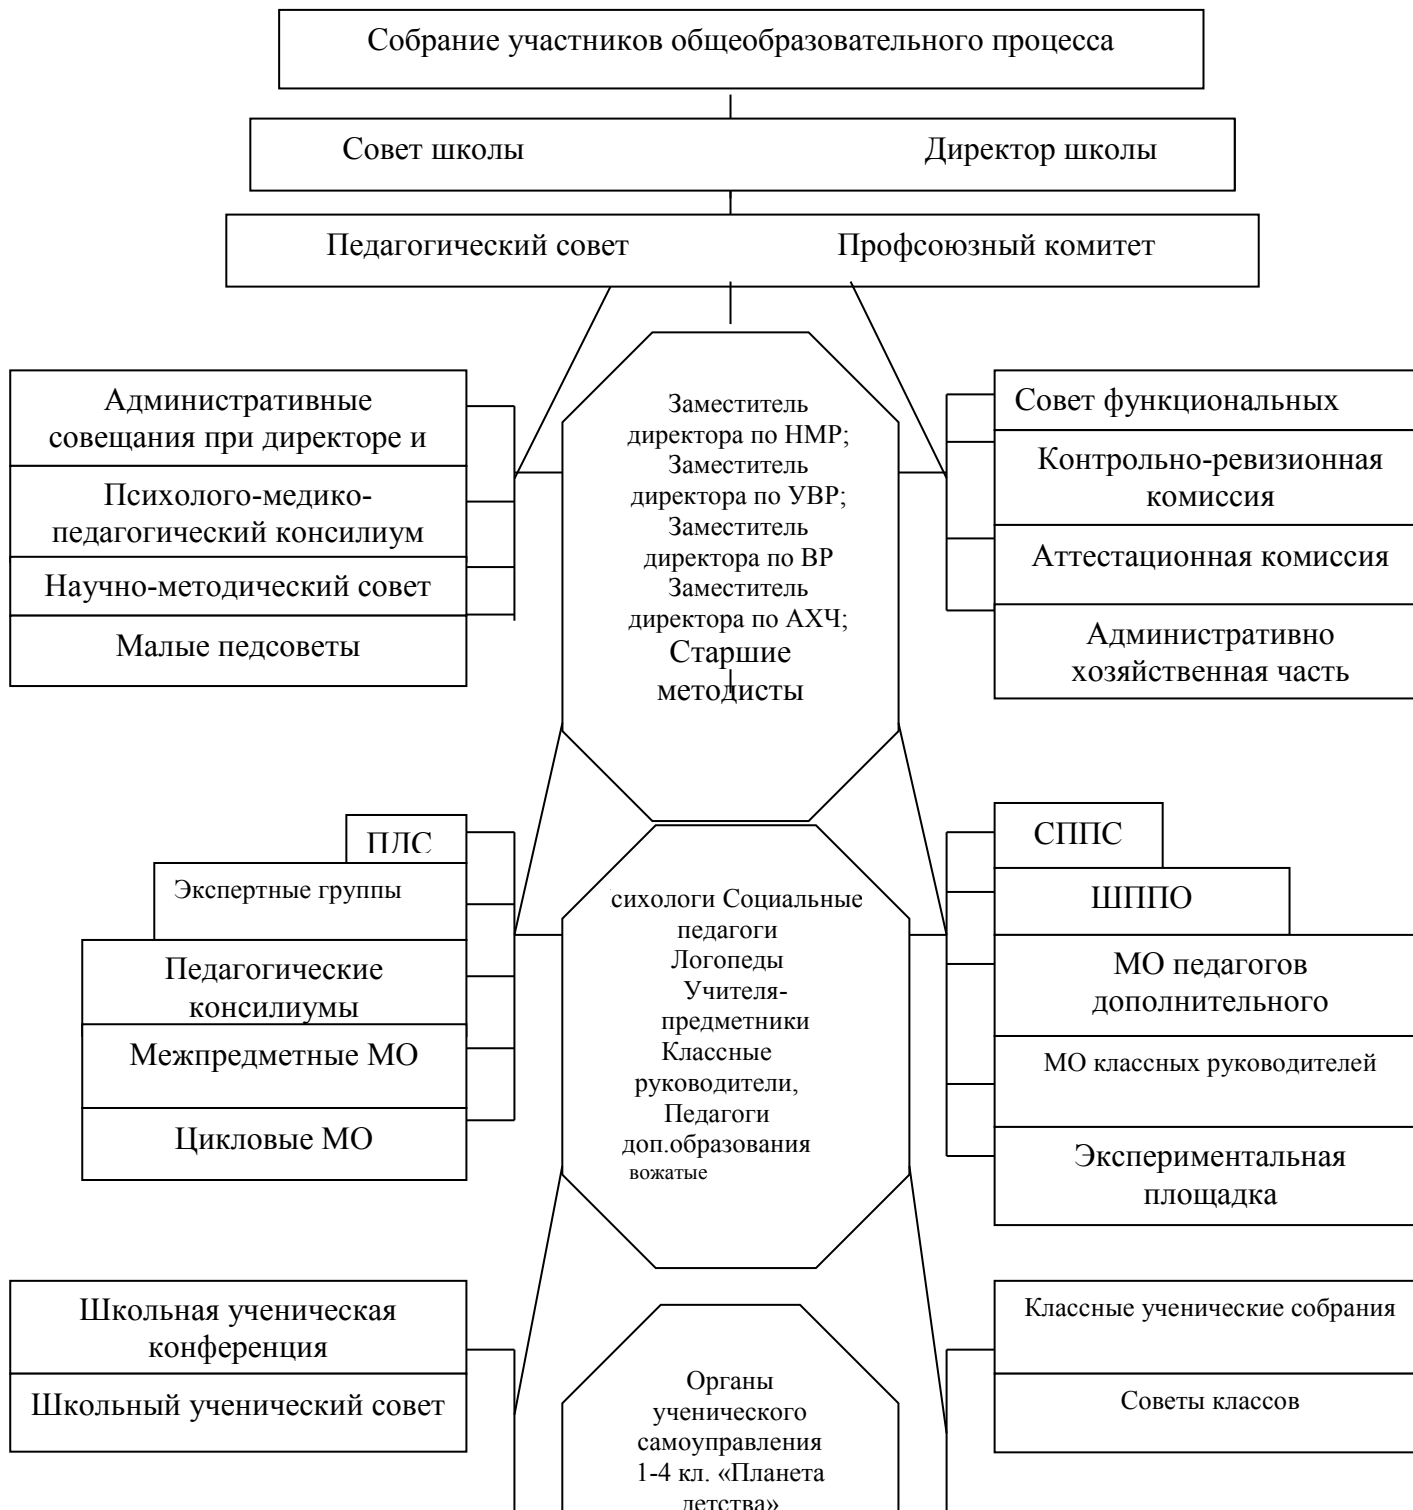 Собрание участников общеобразовательного процесса
Совет школы
Директор школы
Педагогический совет
Профсоюзный комитет
Административные
совещания при директоре и
Психолого-медико-
педагогический консилиум
Научно-методический совет
Малые педсоветы
Заместитель
директора по НМР;
Заместитель
директора по УВР;
Заместитель
директора по ВР
Заместитель
директора по АХЧ;
Старшие
методисты
Совет функциональных
Контрольно-ревизионная
комиссия
Аттестационная комиссия
Административно
хозяйственная часть
Экспертные группы
Педагогические
консилиумы
Межпредметные МО
Цикловые МО
сихологи Социальные
педагоги
Логопеды
Учителя-
предметники
Классные
руководители,
Педагоги
доп.образования
вожатые
СППС
ШППО
МО педагогов
дополнительного
МО классных руководителей
Экспериментальная
площадка
Школьная ученическая
конференция
Школьный ученический совет
Органы
ученического
самоуправления
1-4 кл. «Планета
детства»
Классные ученические собрания
Советы классов